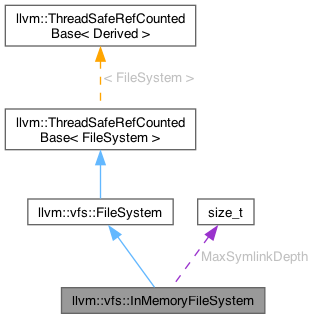 llvm::ThreadSafeRefCounted
Base< Derived >
< FileSystem >
llvm::ThreadSafeRefCounted
Base< FileSystem >
llvm::vfs::FileSystem
size_t
MaxSymlinkDepth
llvm::vfs::InMemoryFileSystem